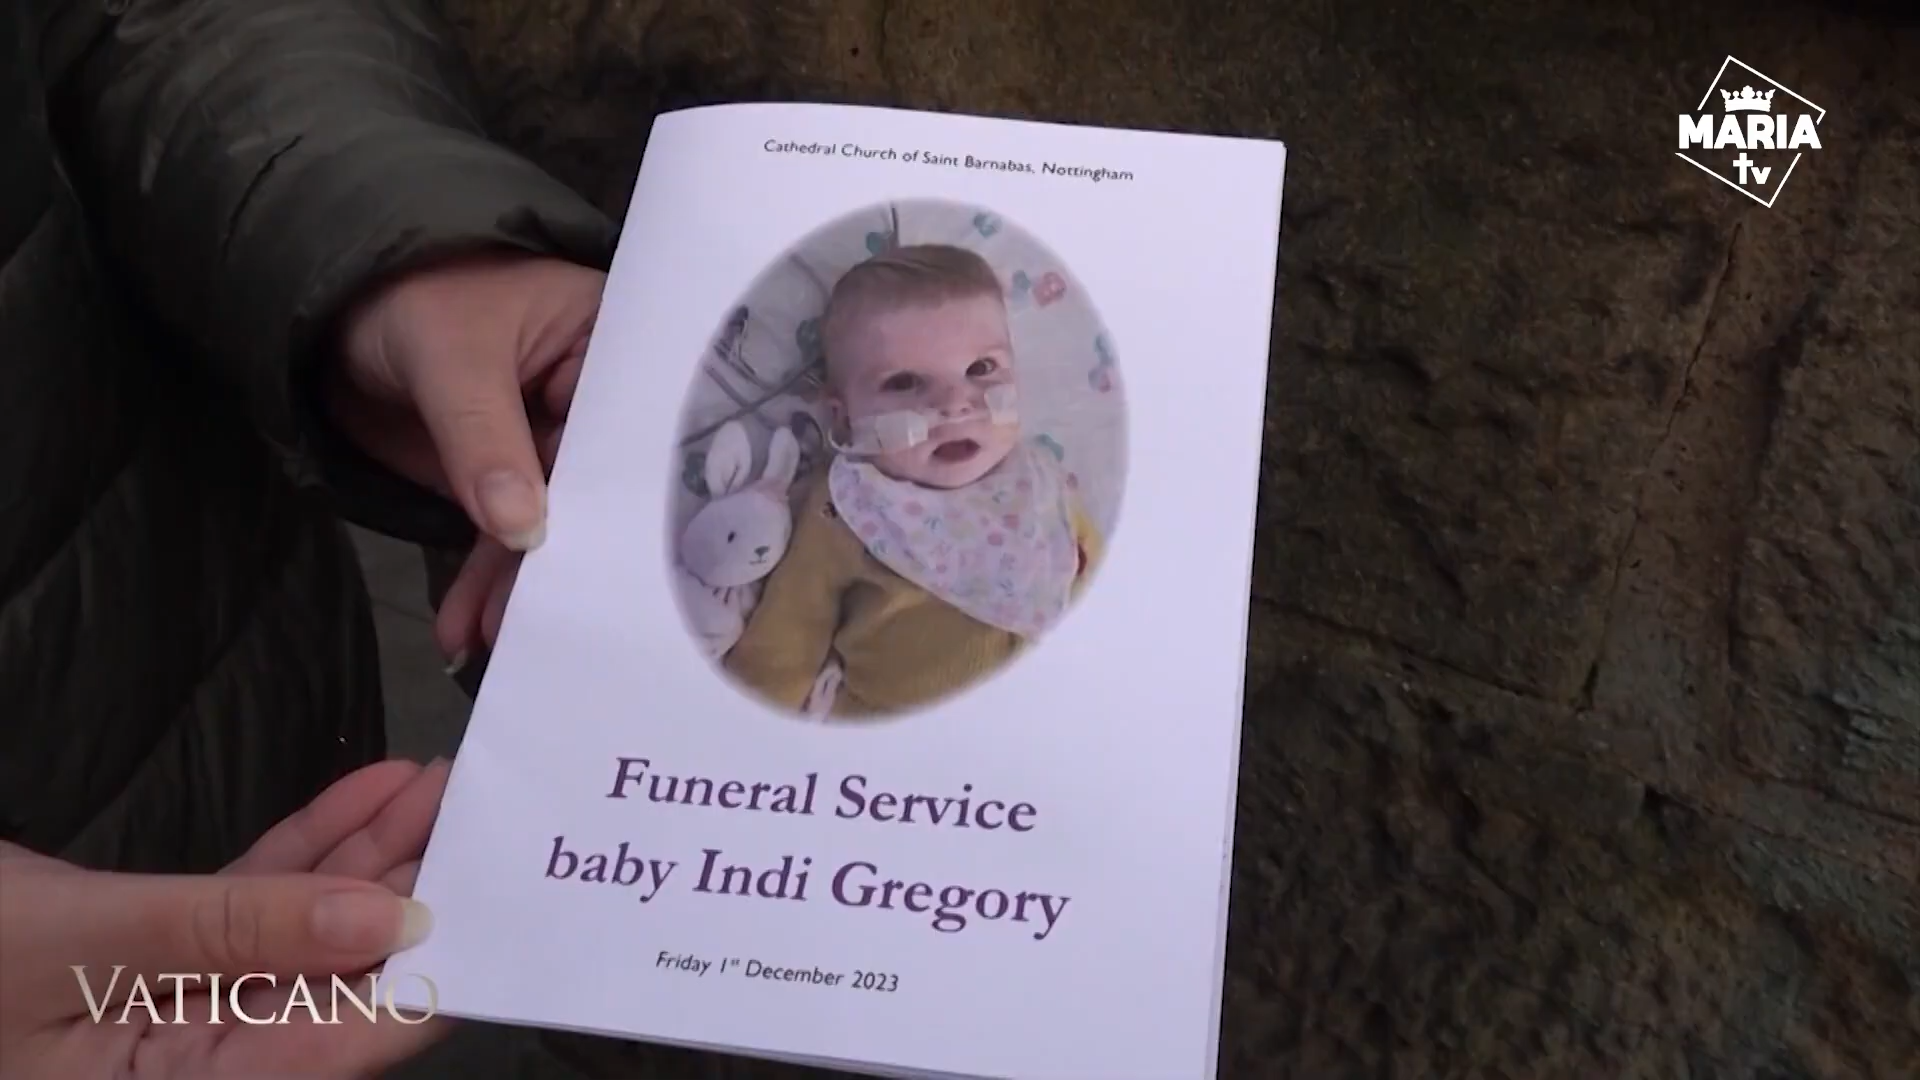 MARIA
tv
Cathedral Church of Saint Barnabas, Nottingham
Funeral Service
baby Indi Gregory
Friday 1st December 2023
VATICANO